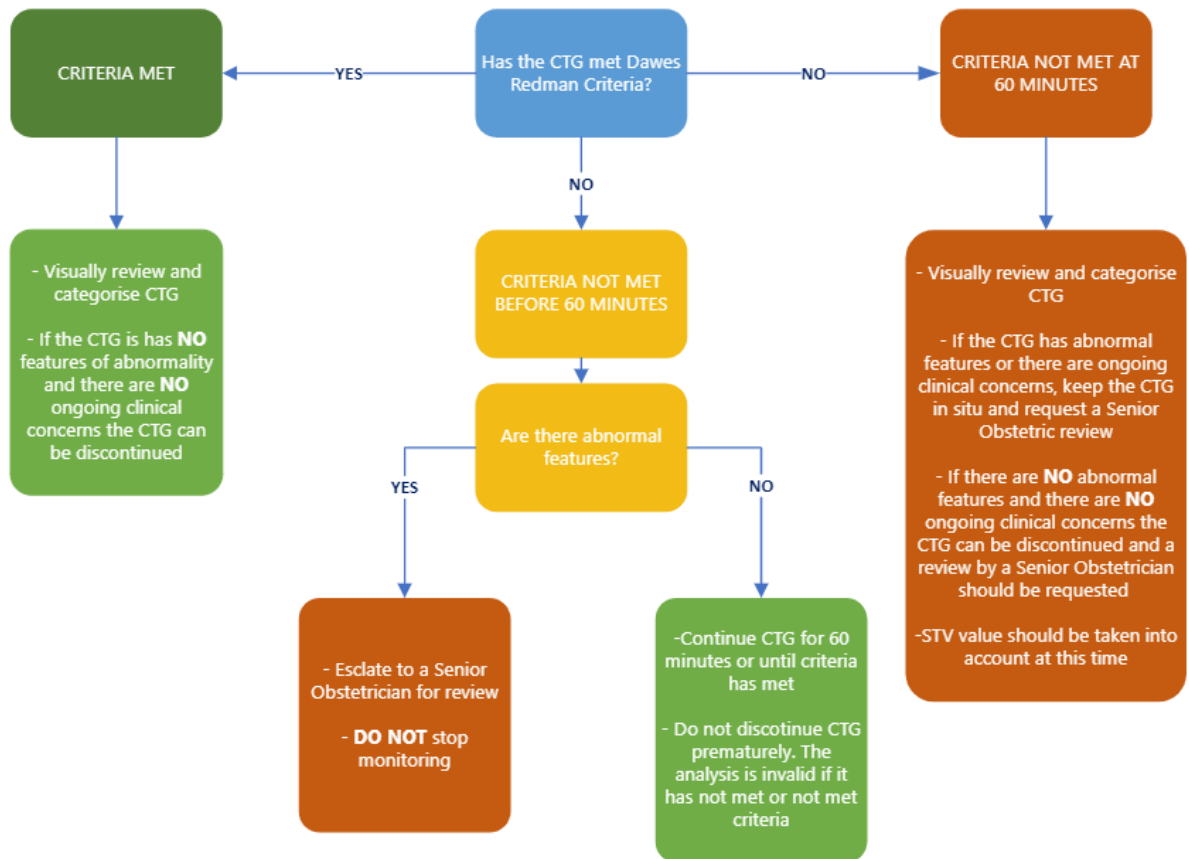 CRITERIA MET
YES
Has the CTG met Dawes
Redman Criteria?
NO
CRITERIA NOT MET AT
60 MINUTES
NO
- Visually review and
categorise CTG
- If the CTG is has NO
features of abnormality
and there are NO
ongoing clinical
concerns the CTG can
be discontinued
CRITERIA NOT MET
BEFORE 60 MINUTES
Are there abnormal
features?
YES
NO
- Esclate to a Senior
Obstetrician for review
- DO NOT stop
monitoring
-Continue CTG for 60
minutes or until criteria
has met
- Do not discotinue CTG
prematurely. The
analysis is invalid if it
has not met or not met
criteria
- Visually review and categorise
CTG
- If the CTG has abnormal
features or there are ongoing
clinical concerns, keep the CTG
in situ and request a Senior
Obstetric review
- If there are NO abnormal
features and there are NO
ongoing clinical concerns the
CTG can be discontinued and a
review by a Senior Obstetrician
should be requested
-STV value should be taken into
account at this time